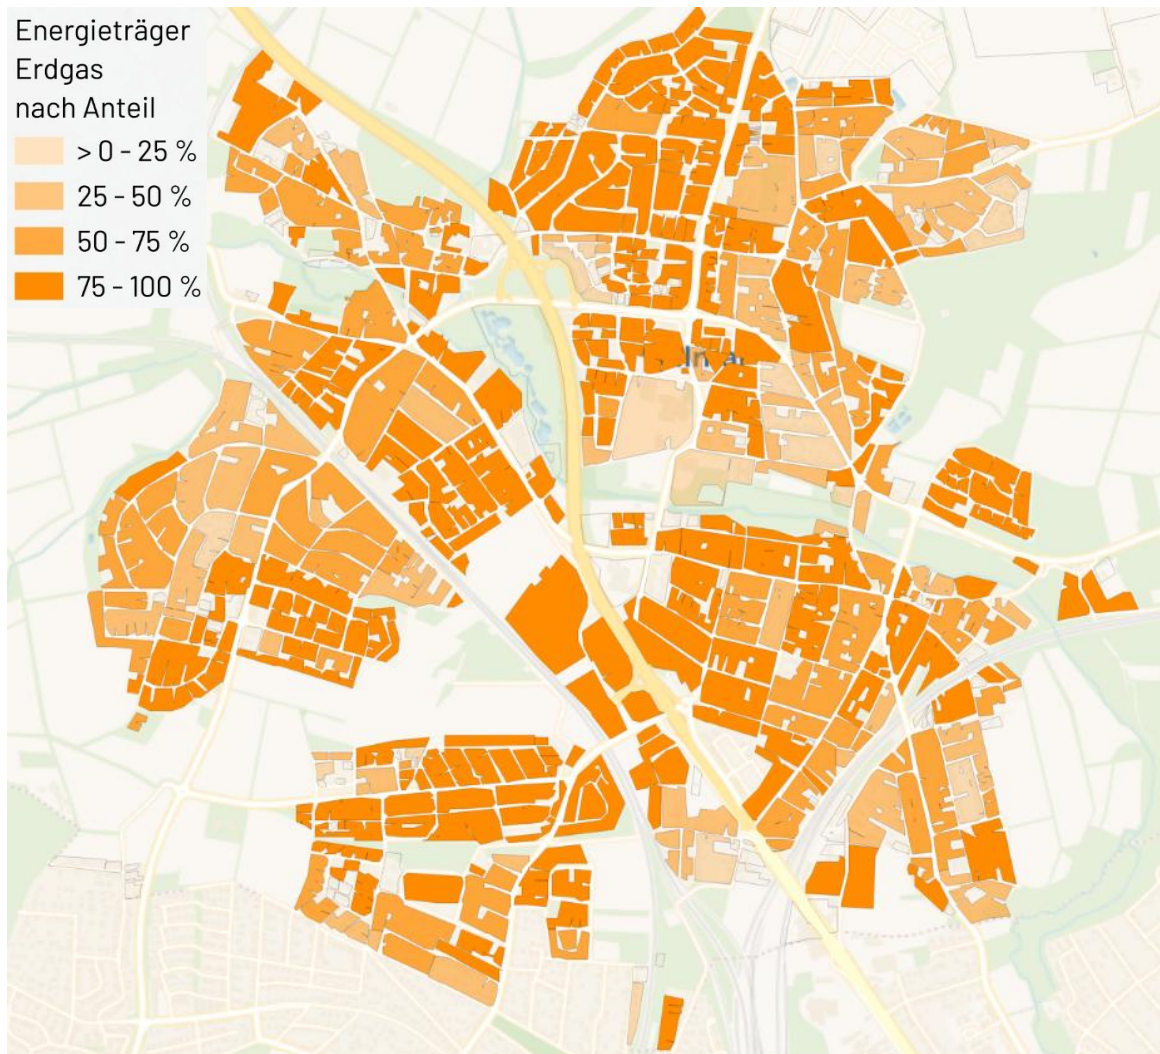 Energieträger
Erdgas
nach Anteil
> 0 - 25 %
25 - 50 %
50 - 75 %
75 - 100 %